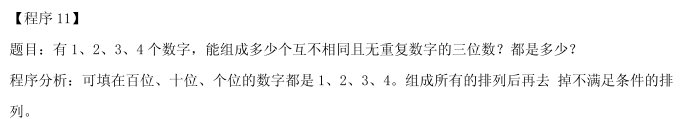 【程序 11】
题目：有 1、2、3、4 个数字，能组成多少个互不相同且无重复数字的三位数？都是多少？
程序分析：可填在百位、十位、个位的数字都是 1、2、3、4。组成所有的排列后再去 掉不满足条件的排
列。